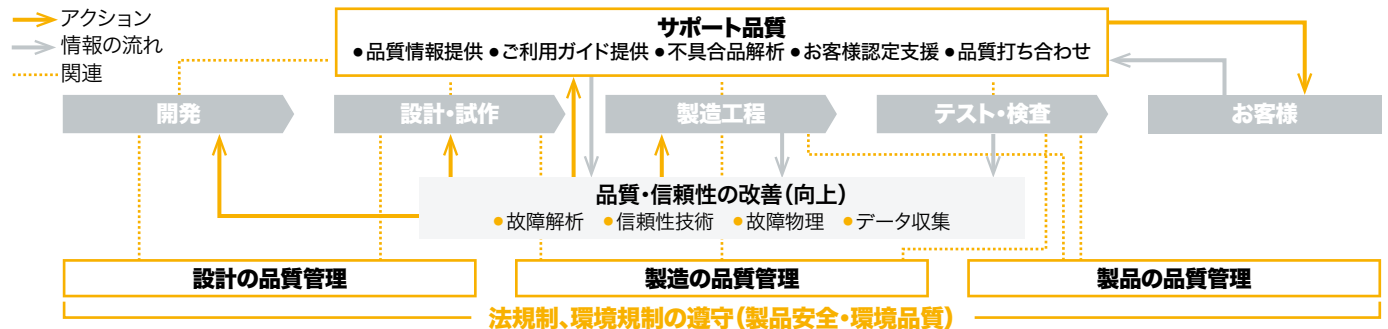 アクション
情報の流れ
関連
サポート品質
●品質情報提供 ●ご利用ガイド提供 ●不具合品解析 ●お客様認定支援 ●品質打ち合わせ
開発
設計・試作
製造工程
テスト・検査
お客様
品質・信頼性の改善(向上)
●故障解析 ●信頼性技術 ●故障物理 ●データ収集
設計の品質管理
製造の品質管理
製品の品質管理
法規制、環境規制の遵守(製品安全・環境品質)